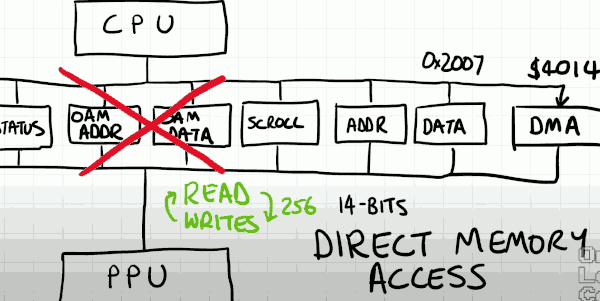 CPU
0x2007
$4014
STATUS
OAM
ADDR
OAM
DATA
SCROLL
ADDR
DATA
DMA
READ
WRITES
256
14-BITS
DIRECT MEMORY
ACCESS
PPU